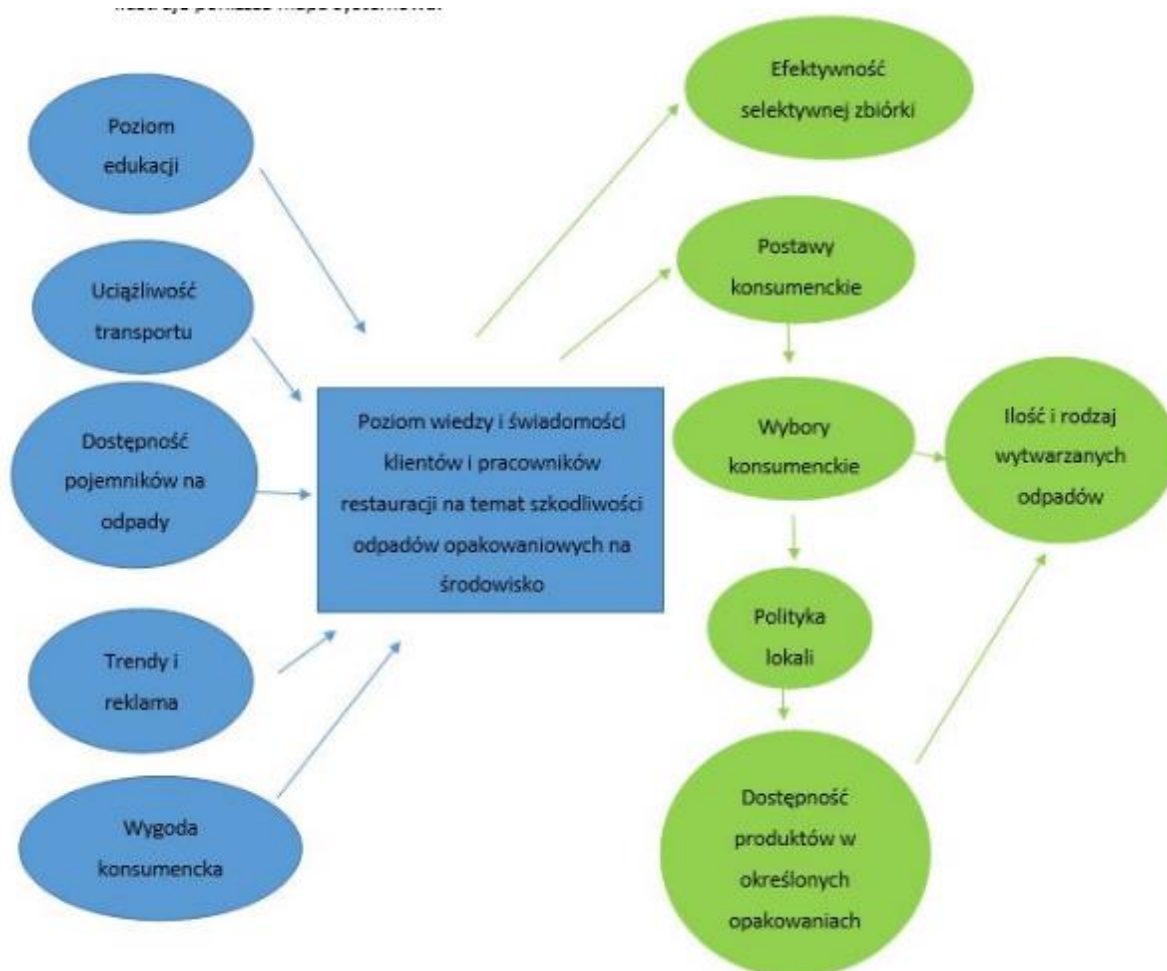 Poziom
edukacji
Uciążliwość
transportu
Dostępność
pojemników na
odpady
Trendy i
reklama
Wygoda
konsumencka
Poziom wiedzy i świadomości
klientów i pracowników
restauracji na temat szkodliwości
odpadów opakowaniowych na
środowisko
Efektywność
selektywnej zbiórki
Postawy
konsumenckie
Wybory
konsumenckie
Polityka
lokali
Dostępność
produktów w
określonych
opakowaniach
Ilość i rodzaj
wytwarzanych
odpadów